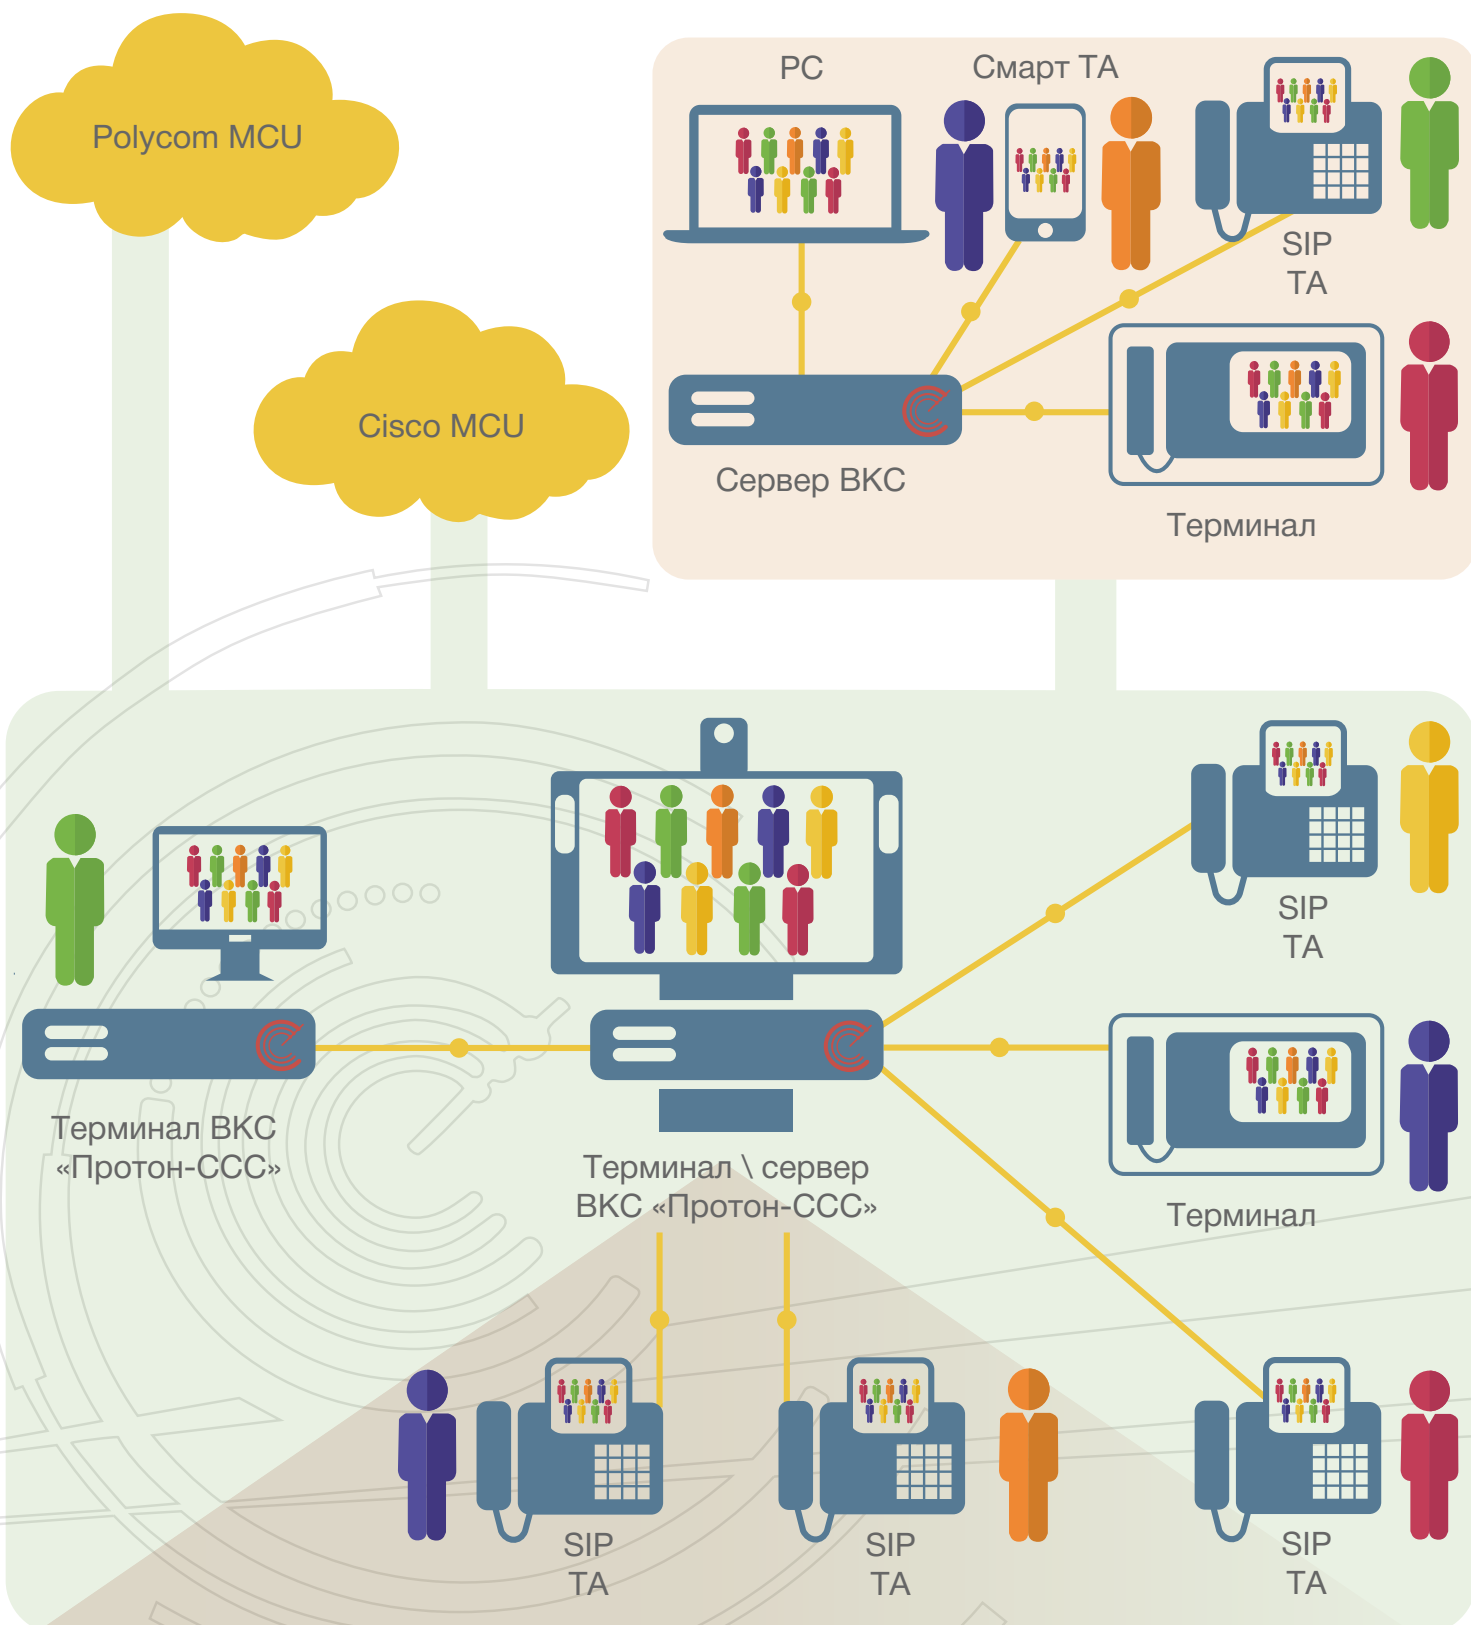 Polycom MCU
PC
Смарт ТА
SIP
ТА
Cisco MCU
Сервер ВКС
Терминал
SIP
ТА
Терминал ВКС
«Протон-ССС»
Терминал \ сервер
ВКС «Протон-ССС»
Терминал
SIP
ТА
SIP
ТА
SIP
ТА